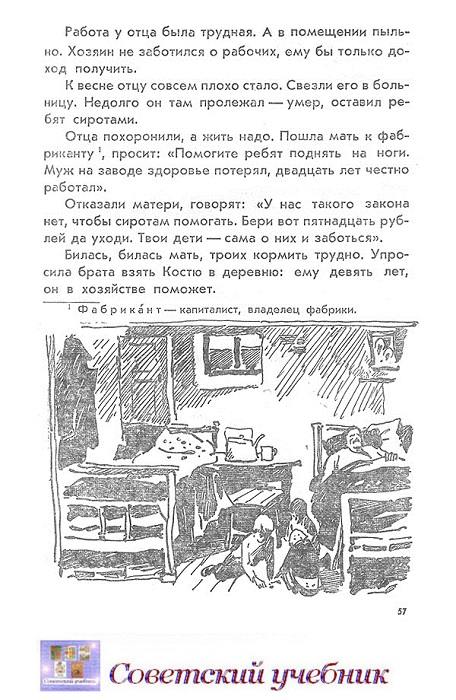 Работа у отца была трудная. А в помещении пыль-
но. Хозяин не заботился о рабочих, ему бы только до-
ход получить.
К весне отцу совсем плохо стало. Свезли его в боль-
ницу. Недолго он там пролежал — умер, оставил ре-
бят сиротами.
Отца похоронили, а жить надо. Пошла мать к фаб-
риканту ¹, просит: «Помогите ребят поднять на ноги.
Муж на заводе здоровье потерял, двадцать лет честно
работал».
Отказали матери, говорят: «У нас такого закона
нет, чтобы сиротам помогать. Бери вот пятнадцать руб-
лей да уходи. Твои дети — сама о них и заботься».
Билась, билась мать, троих кормить трудно. Упро-
сила брата взять Костю в деревню: ему девять лет,
он в хозяйстве поможет.
¹ Фабрика́нт — капиталист, владелец фабрики.
57
Советский учебник